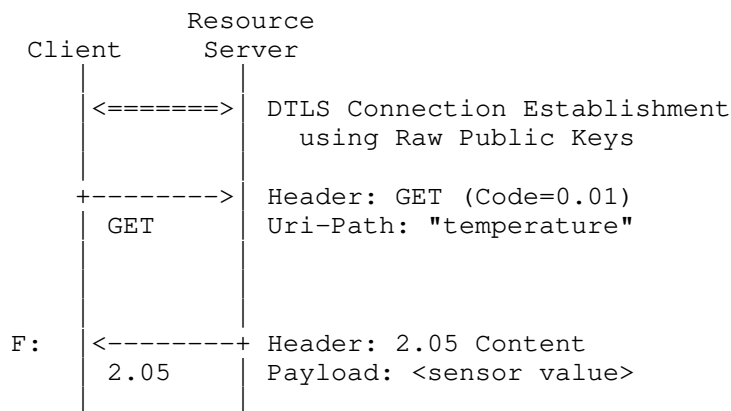 Resource
Client Server
<=======> DTLS Connection Establishment
using Raw Public Keys
+--------> Header: GET (Code=0.01)
GET Uri-Path: "temperature"
F: <--------+ Header: 2.05 Content
2.05 Payload: <sensor value>